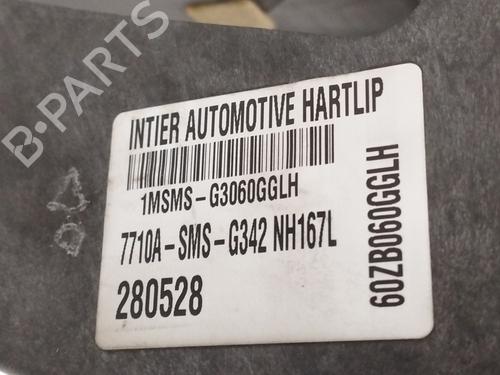 INTIER AUTOMOTIVE HARTLIP
1MSMS-G3060GGLH
7710A-SMS-G342 NH167L
280528
60ZB060GGLH
B-PARTS